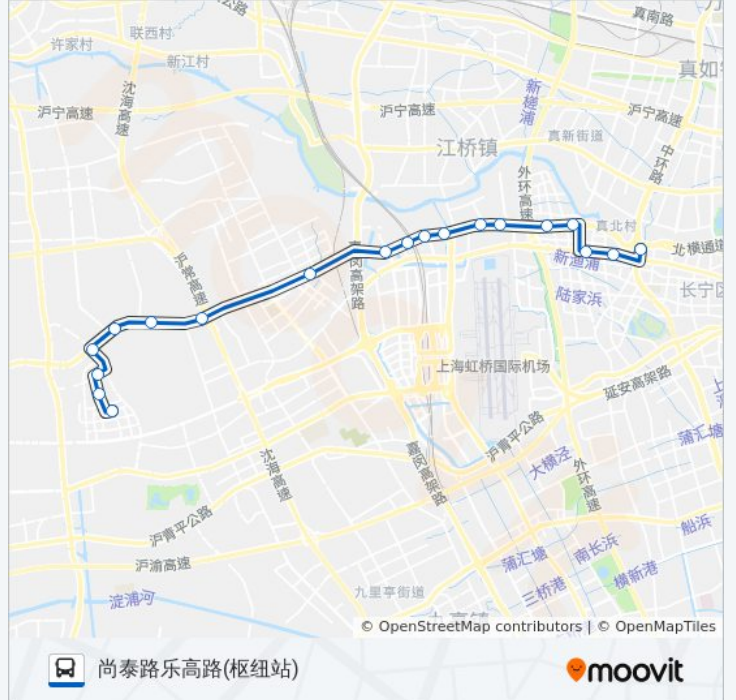 公路
真南路
许家村
联西村
新江村
真如
沈海高速
沪宁高速
沪宁高速
新槎浦
沪宁高速
江桥镇
真新街道
中环路
外环高速
真北村
北横通道
嘉闵高架路
沪常高速
新通浦
陆家浜
长宁区
上海虹桥国际机场
延安高架路
沪青平公路
蒲汇塘
沈海高速
嘉闵高架路
大横泾
外环高速
沪青平公路
船浜
沪渝高速
南长浜
蒲汇塘
横新港
三桥港
淀浦河
九里亭街道
© OpenStreetMap contributors | © OpenMapTiles
尚泰路乐高路(枢纽站)
moovit